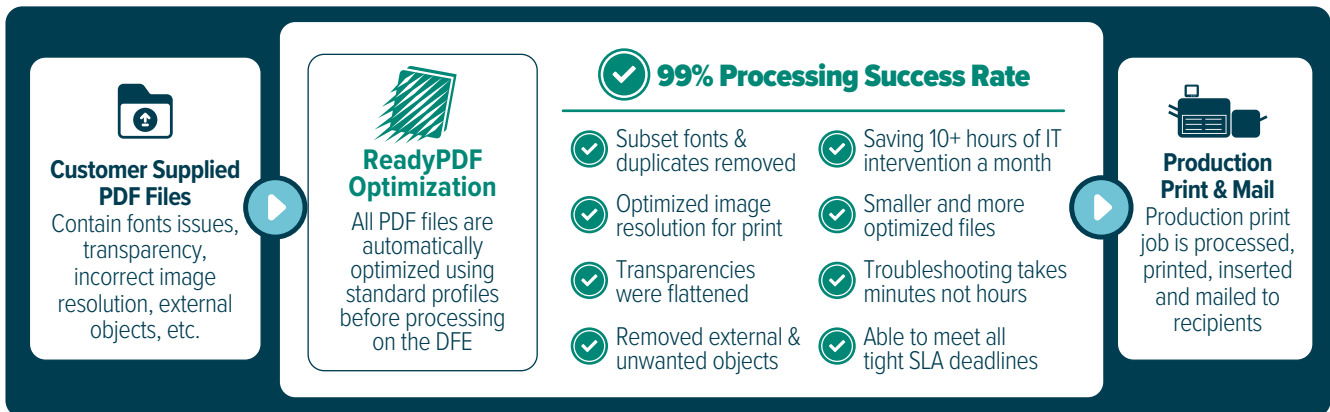 Customer Supplied
PDF Files
Contain fonts issues,
transparency,
incorrect image
resolution, external
objects, etc.
ReadyPDF
Optimization
All PDF files are
automatically
optimized using
standard profiles
before processing
on the DFE
99% Processing Success Rate
Subset fonts &
duplicates removed
Optimized image
resolution for print
Transparencies
were flattened
Removed external &
unwanted objects
Saving 10+ hours of IT
intervention a month
Smaller and more
optimized files
Troubleshooting takes
minutes not hours
Able to meet all
tight SLA deadlines
Production
Print & Mail
Production print
job is processed,
printed, inserted
and mailed to
recipients